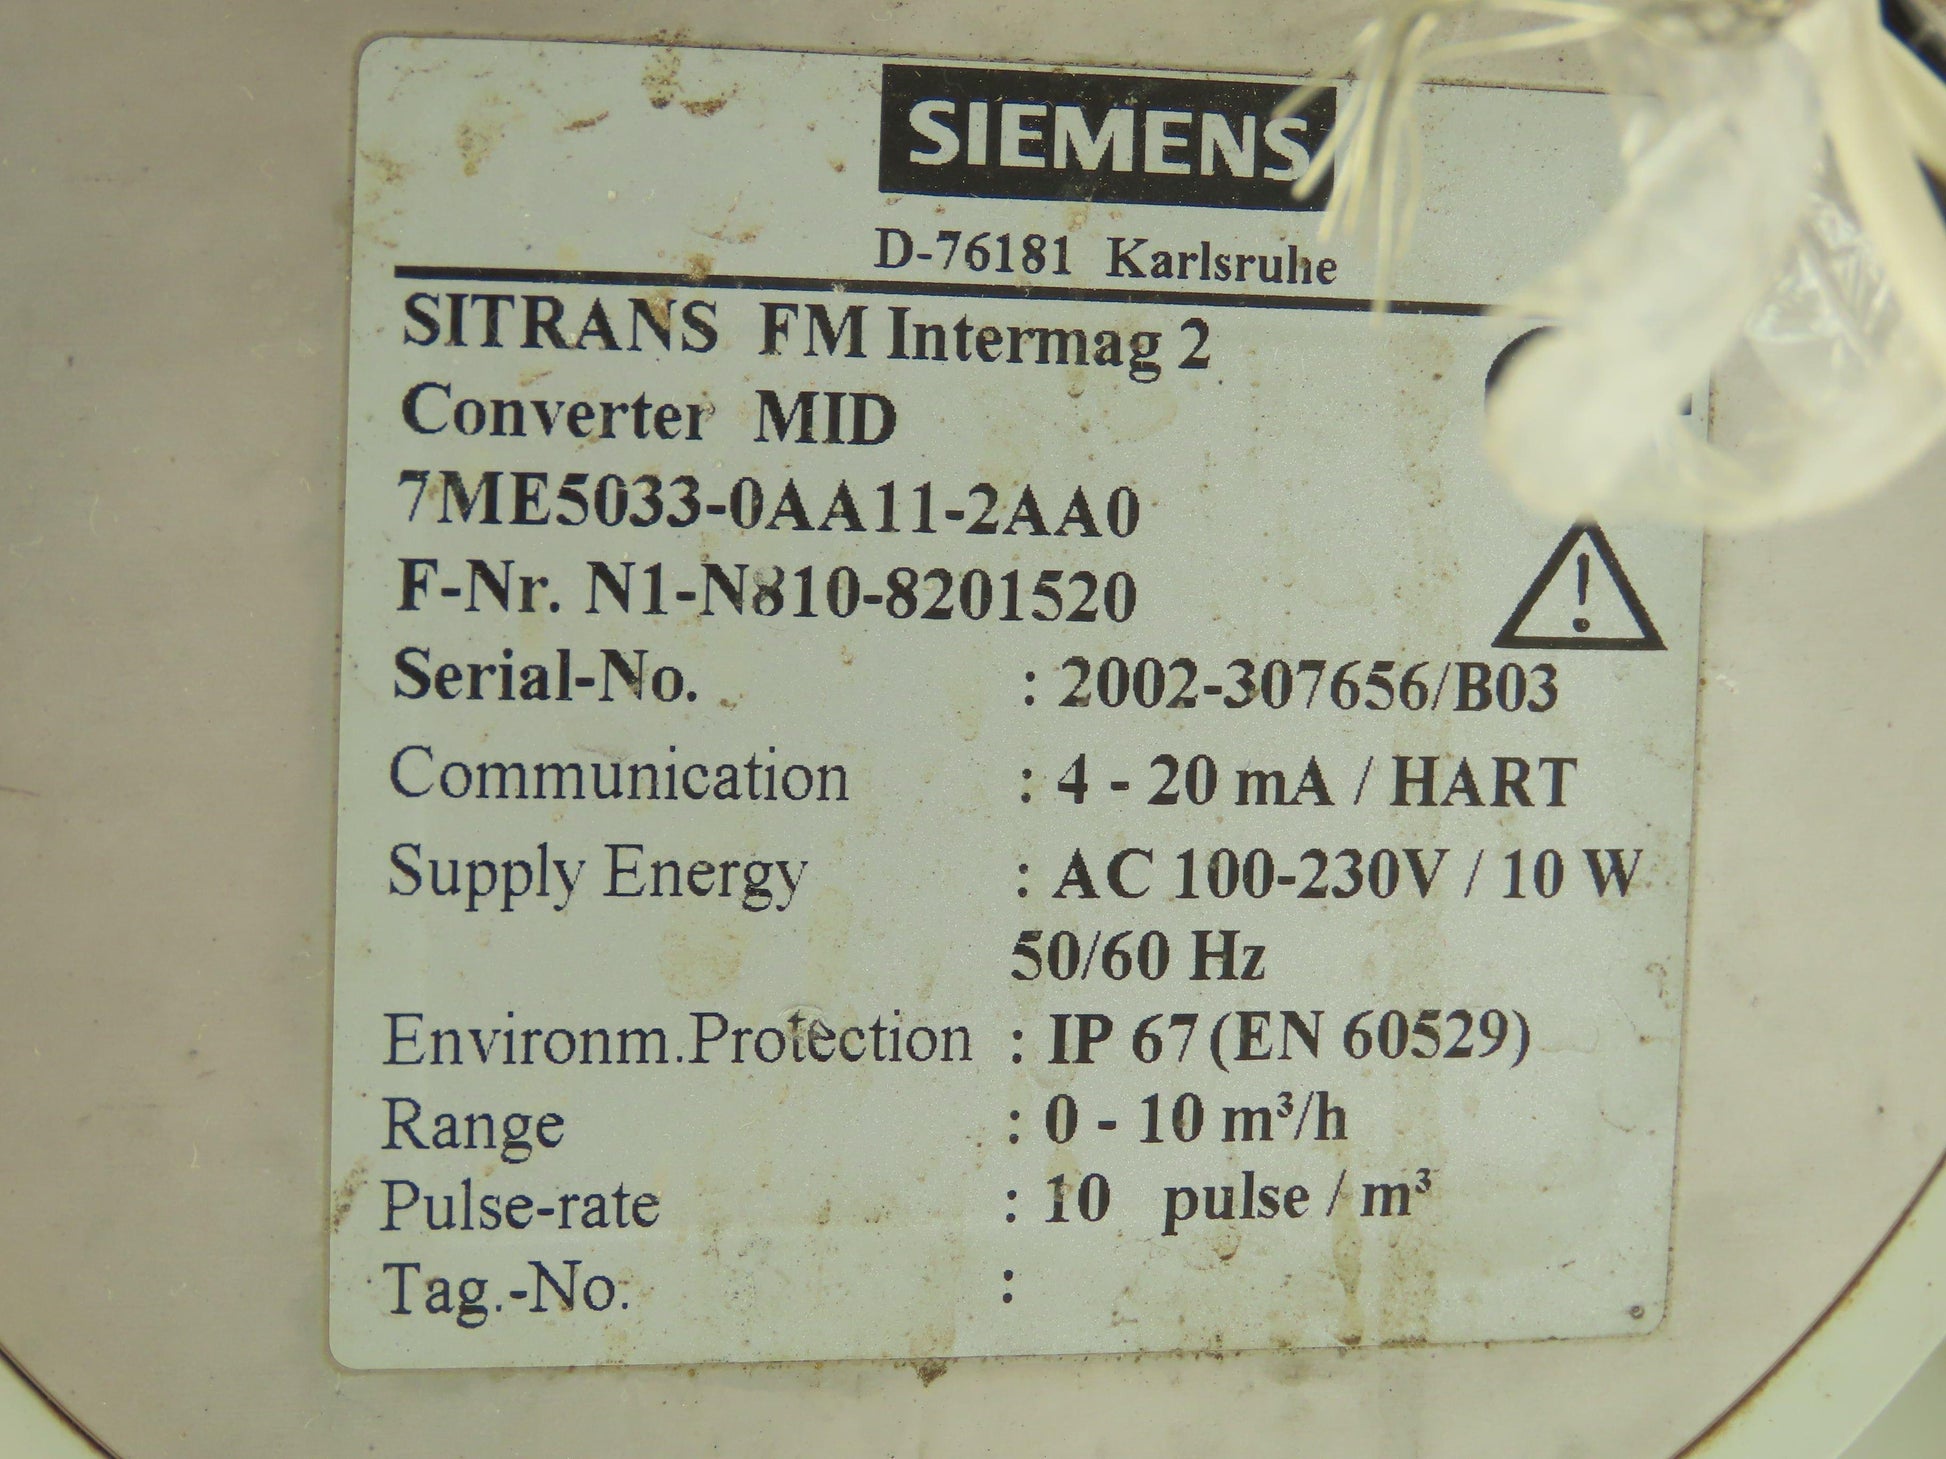 SIEMENS
D-76181 Karlsruhe
SITRANS FM Intermag 2
Converter MID
7ME5033-0AA11-2AA0
F-Nr. N1-N810-8201520
Serial-No. : 2002-307656/B03
Communication : 4 - 20 mA / HART
Supply Energy : AC 100-230V / 10 W
50/60 Hz
Environm.Protection : IP 67 (EN 60529)
Range : 0 - 10 m³/h
Pulse-rate : 10 pulse / m³
Tag.-No. :